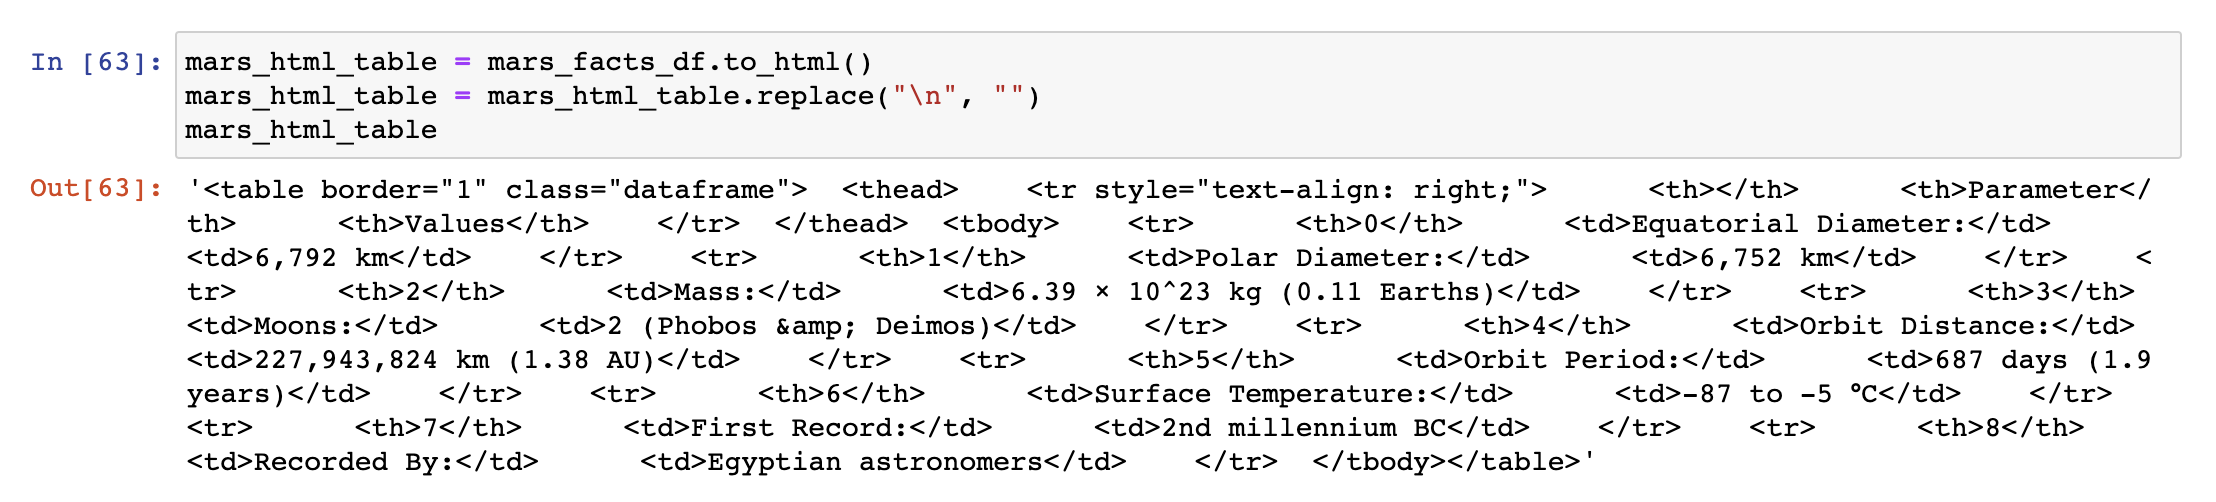 In [63]: mars_html_table = mars_facts_df.to_html()
mars_html_table = mars_html_table.replace("\n", "")
mars_html_table
Out[63]: '<table border="1" class="dataframe">  <thead>    <tr style="text-align: right;">      <th></th>      <th>Parameter</
th>      <th>Values</th>    </tr>  </thead>  <tbody>    <tr>      <th>0</th>      <td>Equatorial Diameter:</td>
<td>6,792 km</td>    </tr>    <tr>      <th>1</th>      <td>Polar Diameter:</td>      <td>6,752 km</td>    </tr>    <
tr>      <th>2</th>      <td>Mass:</td>      <td>6.39 × 10^23 kg (0.11 Earths)</td>    </tr>    <tr>      <th>3</th>
<td>Moons:</td>      <td>2 (Phobos &amp; Deimos)</td>    </tr>    <tr>      <th>4</th>      <td>Orbit Distance:</td>
<td>227,943,824 km (1.38 AU)</td>    </tr>    <tr>      <th>5</th>      <td>Orbit Period:</td>      <td>687 days (1.9
years)</td>    </tr>    <tr>      <th>6</th>      <td>Surface Temperature:</td>      <td>-87 to -5 °C</td>    </tr>
<tr>      <th>7</th>      <td>First Record:</td>      <td>2nd millennium BC</td>    </tr>    <tr>      <th>8</th>
<td>Recorded By:</td>      <td>Egyptian astronomers</td>    </tr>  </tbody></table>'